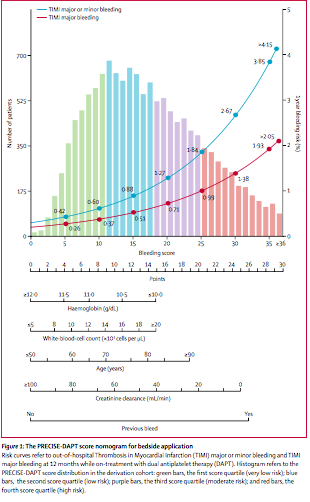 TIMI major or minor bleeding
TIMI major bleeding
Number of patients
700
525
350
175
0
5
4
3
2
1
0
1-year bleeding risk (%)
>4·15
3·85
2·67
1·84
1·27
0·88
0·60
0·42
>2·05
1·93
1·38
0·99
0·71
0·51
0·37
0·26
0 5 10 15 20 25 30 35 ≥36
Bleeding score
0 2 4 6 8 10 12 14 16 18 20 22 24 26 28 30
Points
≥12·0 11·5 11·0 10·5 ≤10·0
Haemoglobin (g/dL)
≤5 8 10 12 14 16 18 ≥20
White-blood-cell count (×10³ cells per μL)
≤50 60 70 80 ≥90
Age (years)
≥100 80 60 40 20 0
Creatinine clearance (mL/min)
No Yes
Previous bleed
Figure 1: The PRECISE-DAPT score nomogram for bedside application
Risk curves refer to out-of-hospital Thrombosis in Myocardial Infarction (TIMI) major or minor bleeding and TIMI
major bleeding at 12 months while on-treatment with dual antiplatelet therapy (DAPT). Histogram refers to the
PRECISE-DAPT score distribution in the derivation cohort: green bars, the first score quartile (very low); blue
bars, the second score quartile (low risk); purple bars, the third score quartile (moderate risk); and red bars, the
fourth score quartile (high risk).